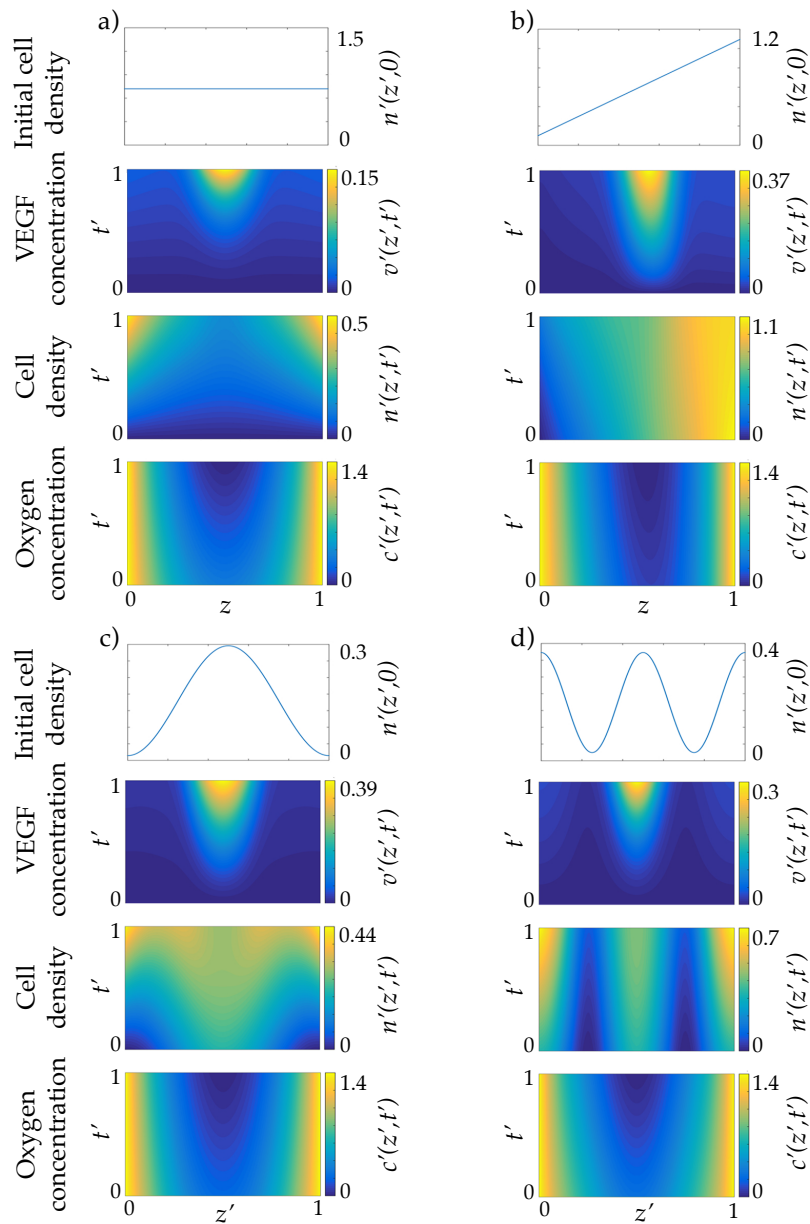 a)
Initial cell
density
1.5
0
n'(z',0)
VEGF
concentration
t'
1
0
0.15
0
v'(z',t')
Cell
density
t'
1
0
0.5
0
n'(z',t')
Oxygen
concentration
t'
1
0
1.4
0
c'(z',t')
0
z
1
b)
1.2
0
n'(z',0)
t'
1
0
0.37
0
v'(z',t')
t'
1
0
1.1
0
n'(z',t')
t'
1
0
1.4
0
c'(z',t')
0
z
1
c)
Initial cell
density
0.3
0
n'(z',0)
VEGF
concentration
t'
1
0
0.39
0
v'(z',t')
Cell
density
t'
1
0
0.44
0
n'(z',t')
Oxygen
concentration
t'
1
0
1.4
0
c'(z',t')
0
z'
1
d)
0.4
0
n'(z',0)
t'
1
0
0.3
0
v'(z',t')
t'
1
0
0.7
0
n'(z',t')
t'
1
0
1.4
0
c'(z',t')
0
z'
1